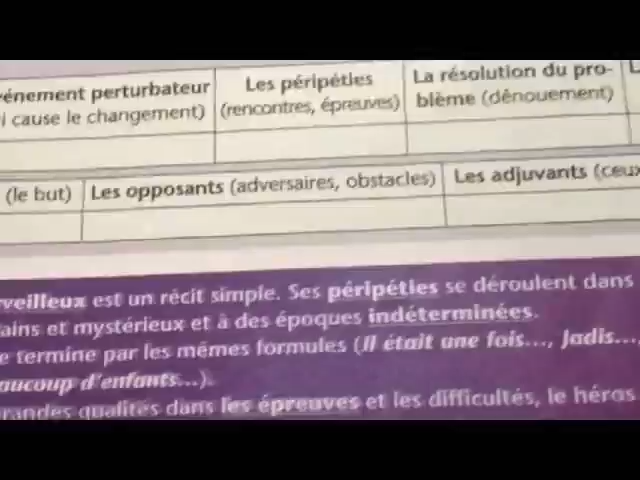 vénement perturbateur
i cause le changement)
Les péripéties
(rencontres, épreuves)
La résolution du pro-
blème (dénouement)
L
(le but)
Les opposants (adversaires, obstacles)
Les adjuvants (ceux
veilleux est un récit simple. Ses péripéties se déroulent dans
ains et mystérieux et à des époques indéterminées.
e termine par les mêmes formules (Il était une fois..., Jadis...,
aucoup d'enfants...).
randes qualités dans les épreuves et les difficultés, le héros